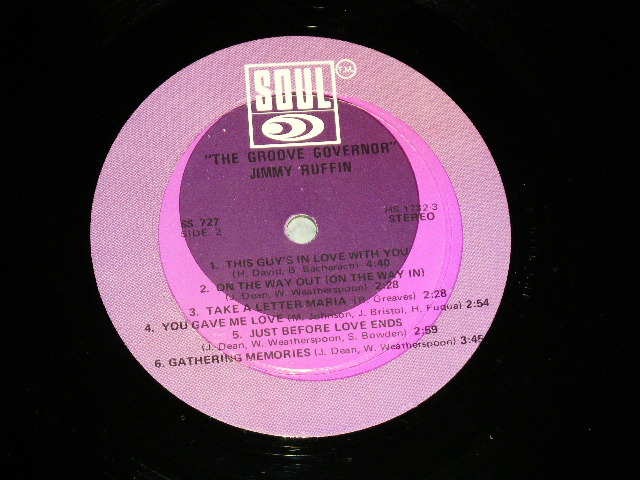 SOUL
T.M.
"THE GROOVE GOVERNOR"
JIMMY RUFFIN
SS 727
SIDE 2
HS 1732-3
STEREO
1. THIS GUY'S IN LOVE WITH YOU
(H. David, B. Bacharach) 4:40
2. ON THE WAY OUT (ON THE WAY IN)
(J. Dean, W. Weatherspoon) 2:28
3. TAKE A LETTER MARIA (R. Greaves) 2:28
4. YOU GAVE ME LOVE (M. Johnson, J. Bristol, H. Fuqua) 2:54
5. JUST BEFORE LOVE ENDS
(J. Dean, W. Weatherspoon, S. Bowden) 2:59
6. GATHERING MEMORIES (J. Dean, W. Weatherspoon) 3:45